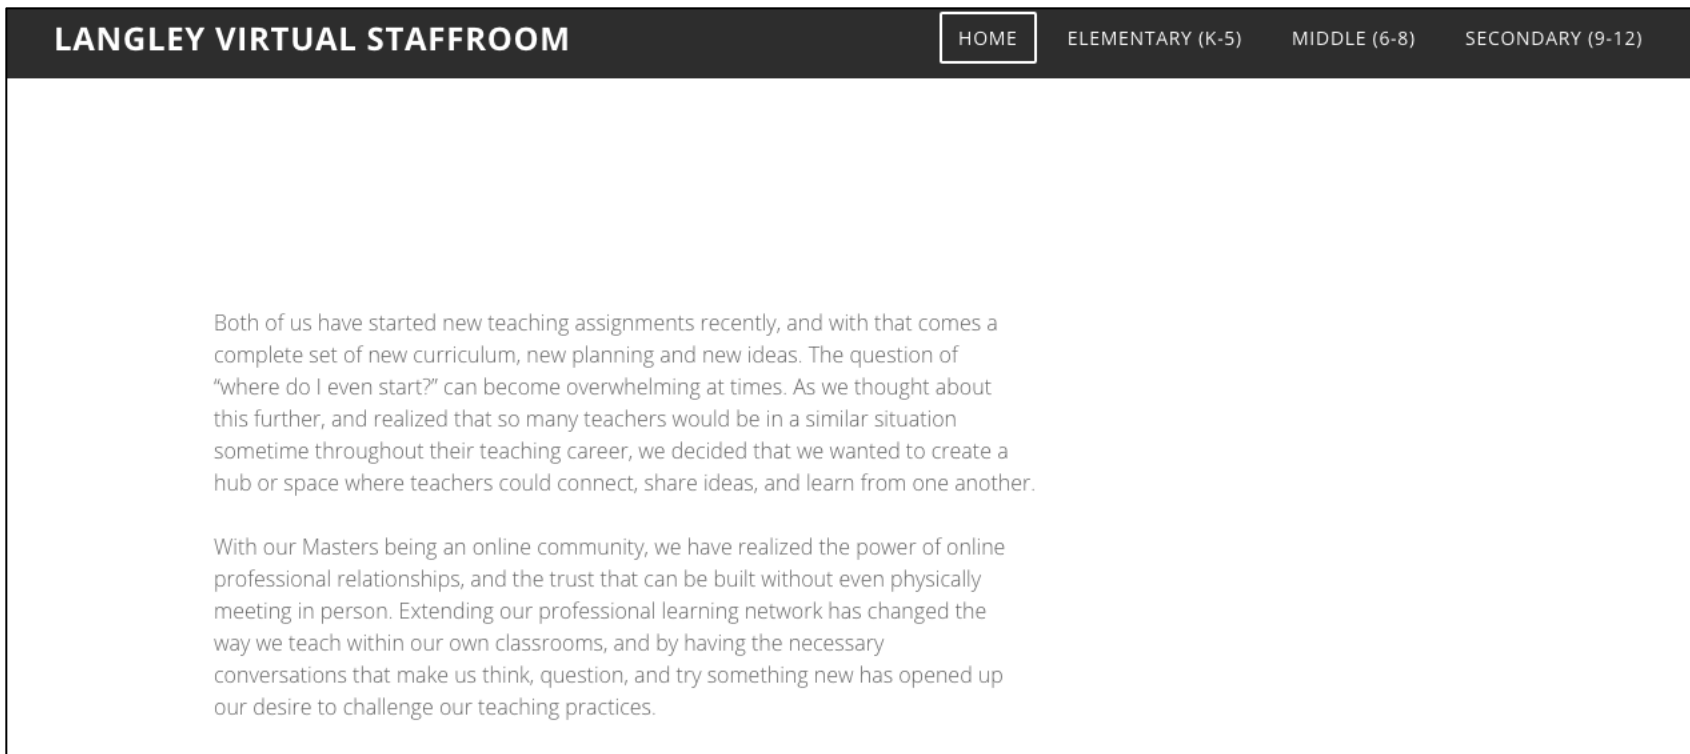 LANGLEY VIRTUAL STAFFROOM HOME ELEMENTARY (K-5) MIDDLE (6-8) SECONDARY (9-12)
Both of us have started new teaching assignments recently, and with that comes a
complete set of new curriculum, new planning and new ideas. The question of
“where do I even start?” can become overwhelming at times. As we thought about
this further, and realized that so many teachers would be in a similar situation
sometime throughout their teaching career, we decided that we wanted to create a
hub or space where teachers could connect, share ideas, and learn from one another.
With our Masters being an online community, we have realized the power of online
professional relationships, and the trust that can be built without even physically
meeting in person. Extending our professional learning network has changed the
way we teach within our own classrooms, and by having the necessary
conversations that make us think, question, and try something new has opened up
our desire to challenge our teaching practices.